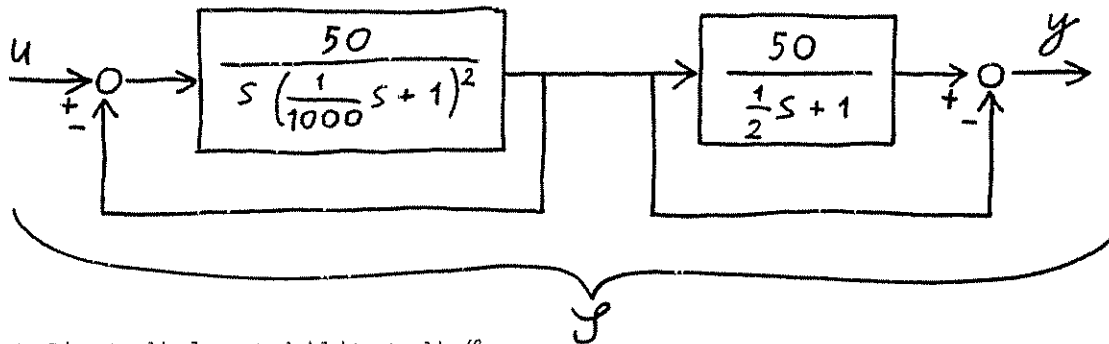 u
+
-
50
s (1/1000 s + 1)²
50
1/2 s + 1
+
-
y
𝒮